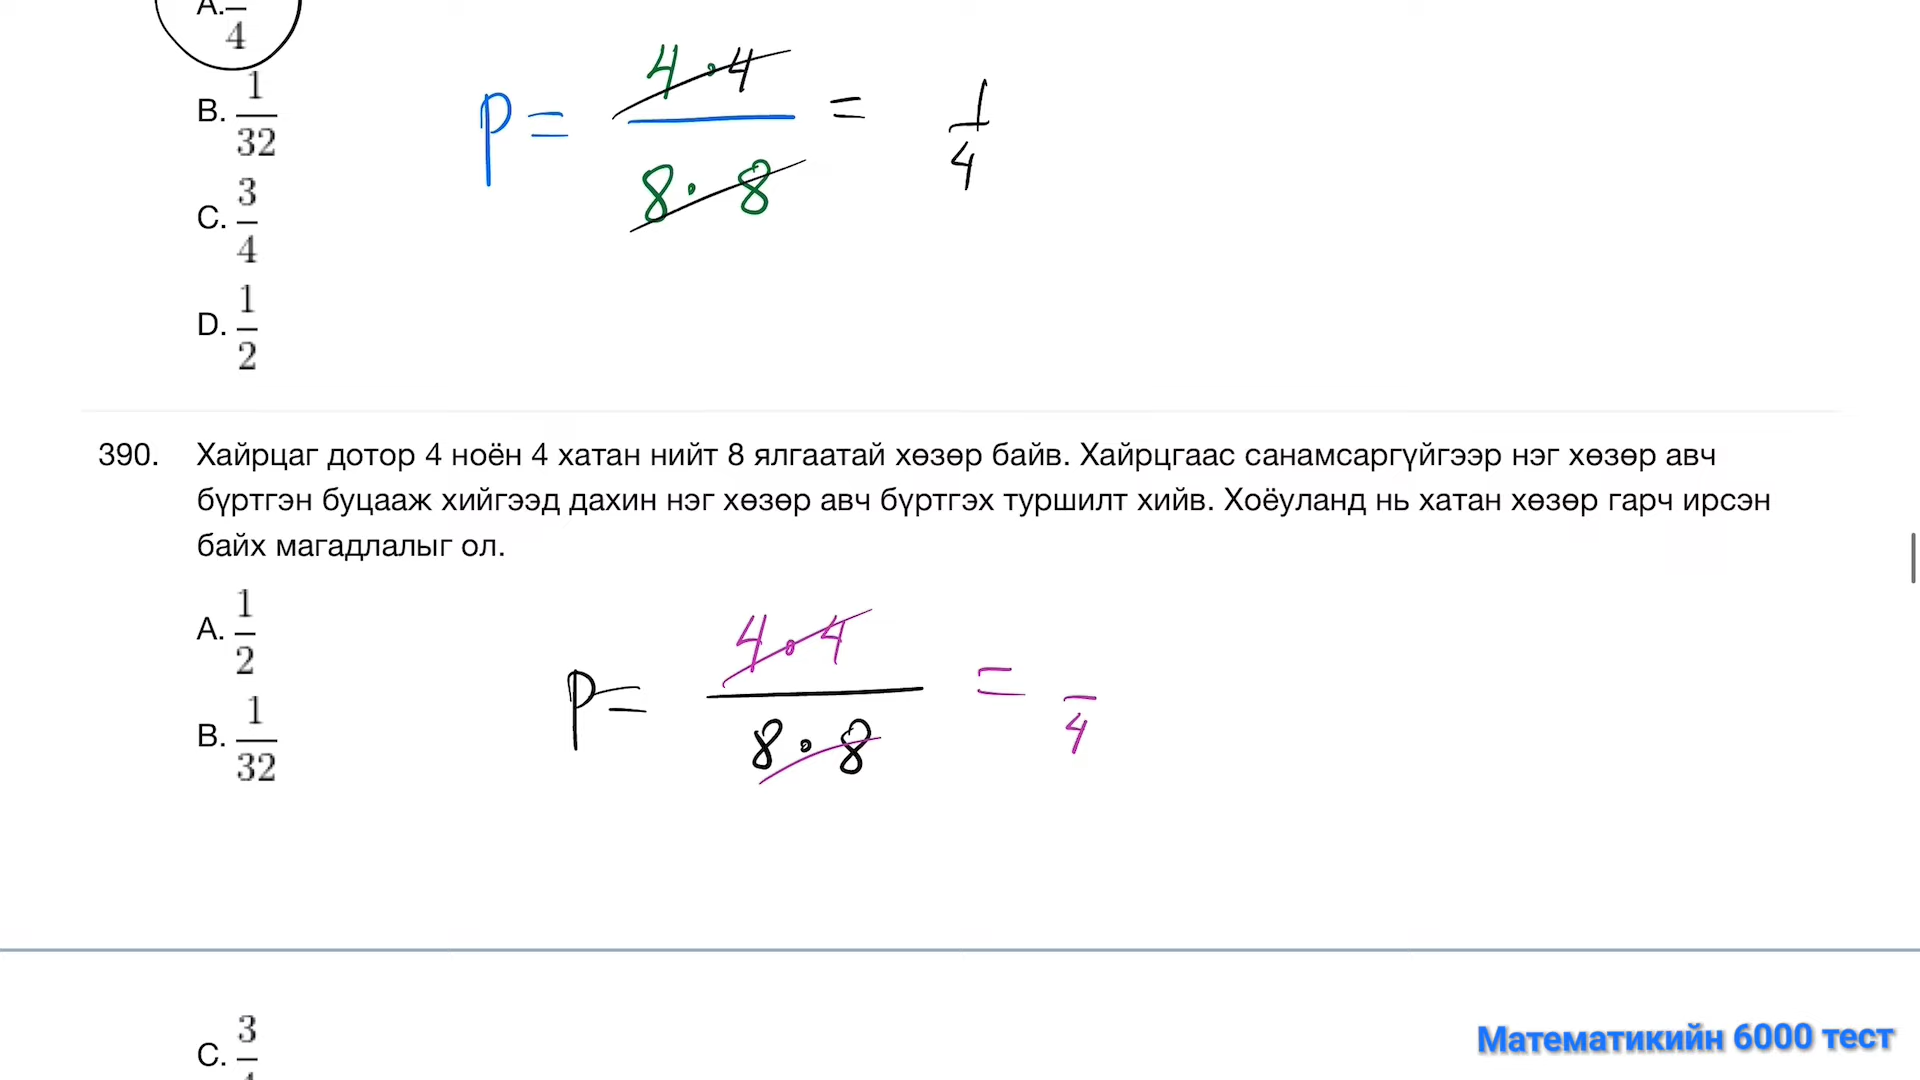 A. —/4
B. 1/32
C. 3/4
D. 1/2
P = 4·4/8·8 = 1/4
390. Хайрцаг дотор 4 ноён 4 хатан нийт 8 ялгаатай хөзөр байв. Хайрцгаас санамсаргүйгээр нэг хөзөр авч
бүртгэн буцааж хийгээд дахин нэг хөзөр авч бүртгэх туршилт хийв. Хоёуланд нь хатан хөзөр гарч ирсэн
байх магадлалыг ол.
A. 1/2
B. 1/32
P = 4·4/8·8 = —/4
C. 3/
Математикийн 6000 тест